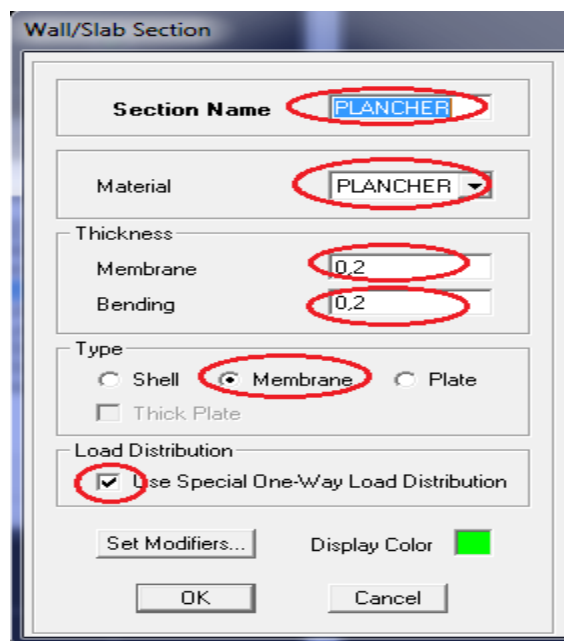 Wall/Slab Section
Section Name PLANCHER
Material PLANCHER
Thickness
Membrane 0,2
Bending 0,2
Type
Shell Membrane Plate
Thick Plate
Load Distribution
Use Special One-Way Load Distribution
Set Modifiers... Display Color
OK Cancel